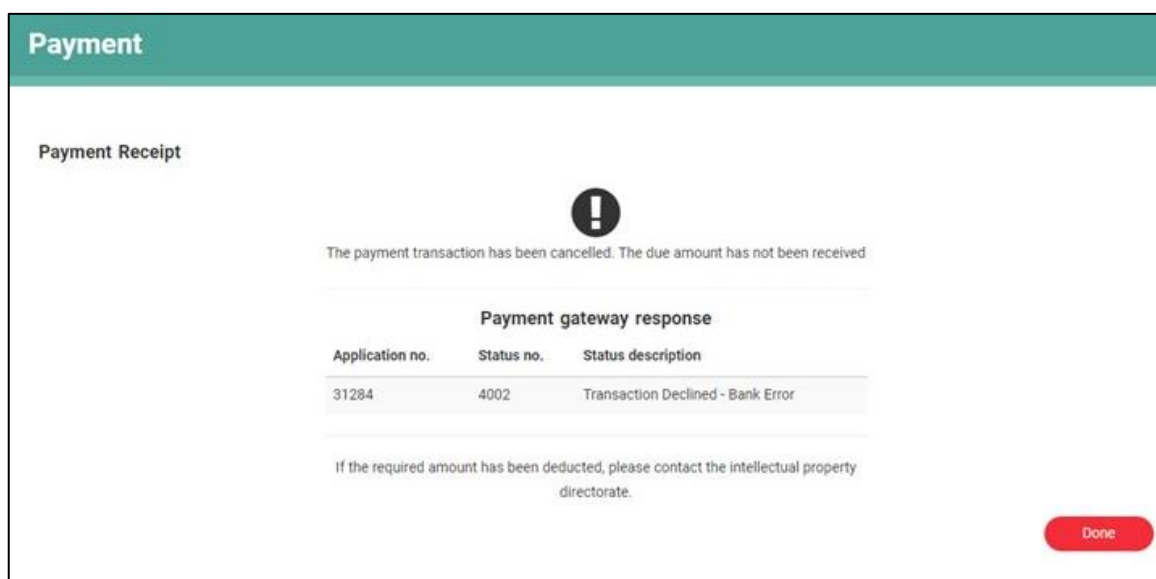 Payment
Payment Receipt
The payment transaction has been cancelled. The due amount has not been received
Payment gateway response
Application no. Status no. Status description
31284 4002 Transaction Declined - Bank Error
If the required amount has been deducted, please contact the intellectual property
directorate.
Done